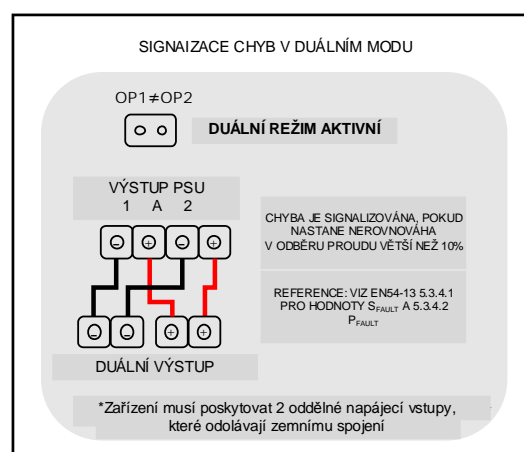 SIGNAIZACE CHYB V DUÁLNÍM MODU
OP1≠OP2
DUÁLNÍ REŽIM AKTIVNÍ
VÝSTUP PSU
1 A 2
- + - +
CHYBA JE SIGNALIZOVÁNA, POKUD
NASTANE NEROVNOVÁHA
V ODBĚRU PROUDU VĚTŠÍ NEŽ 10%
REFERENCE: VIZ EN54-13 5.3.4.1
PRO HODNOTY SFAULT A 5.3.4.2
PFAULT
- - + +
DUÁLNÍ VÝSTUP
*Zařízení musí poskytovat 2 oddělné napájecí vstupy,
které odolávají zemnímu spojení